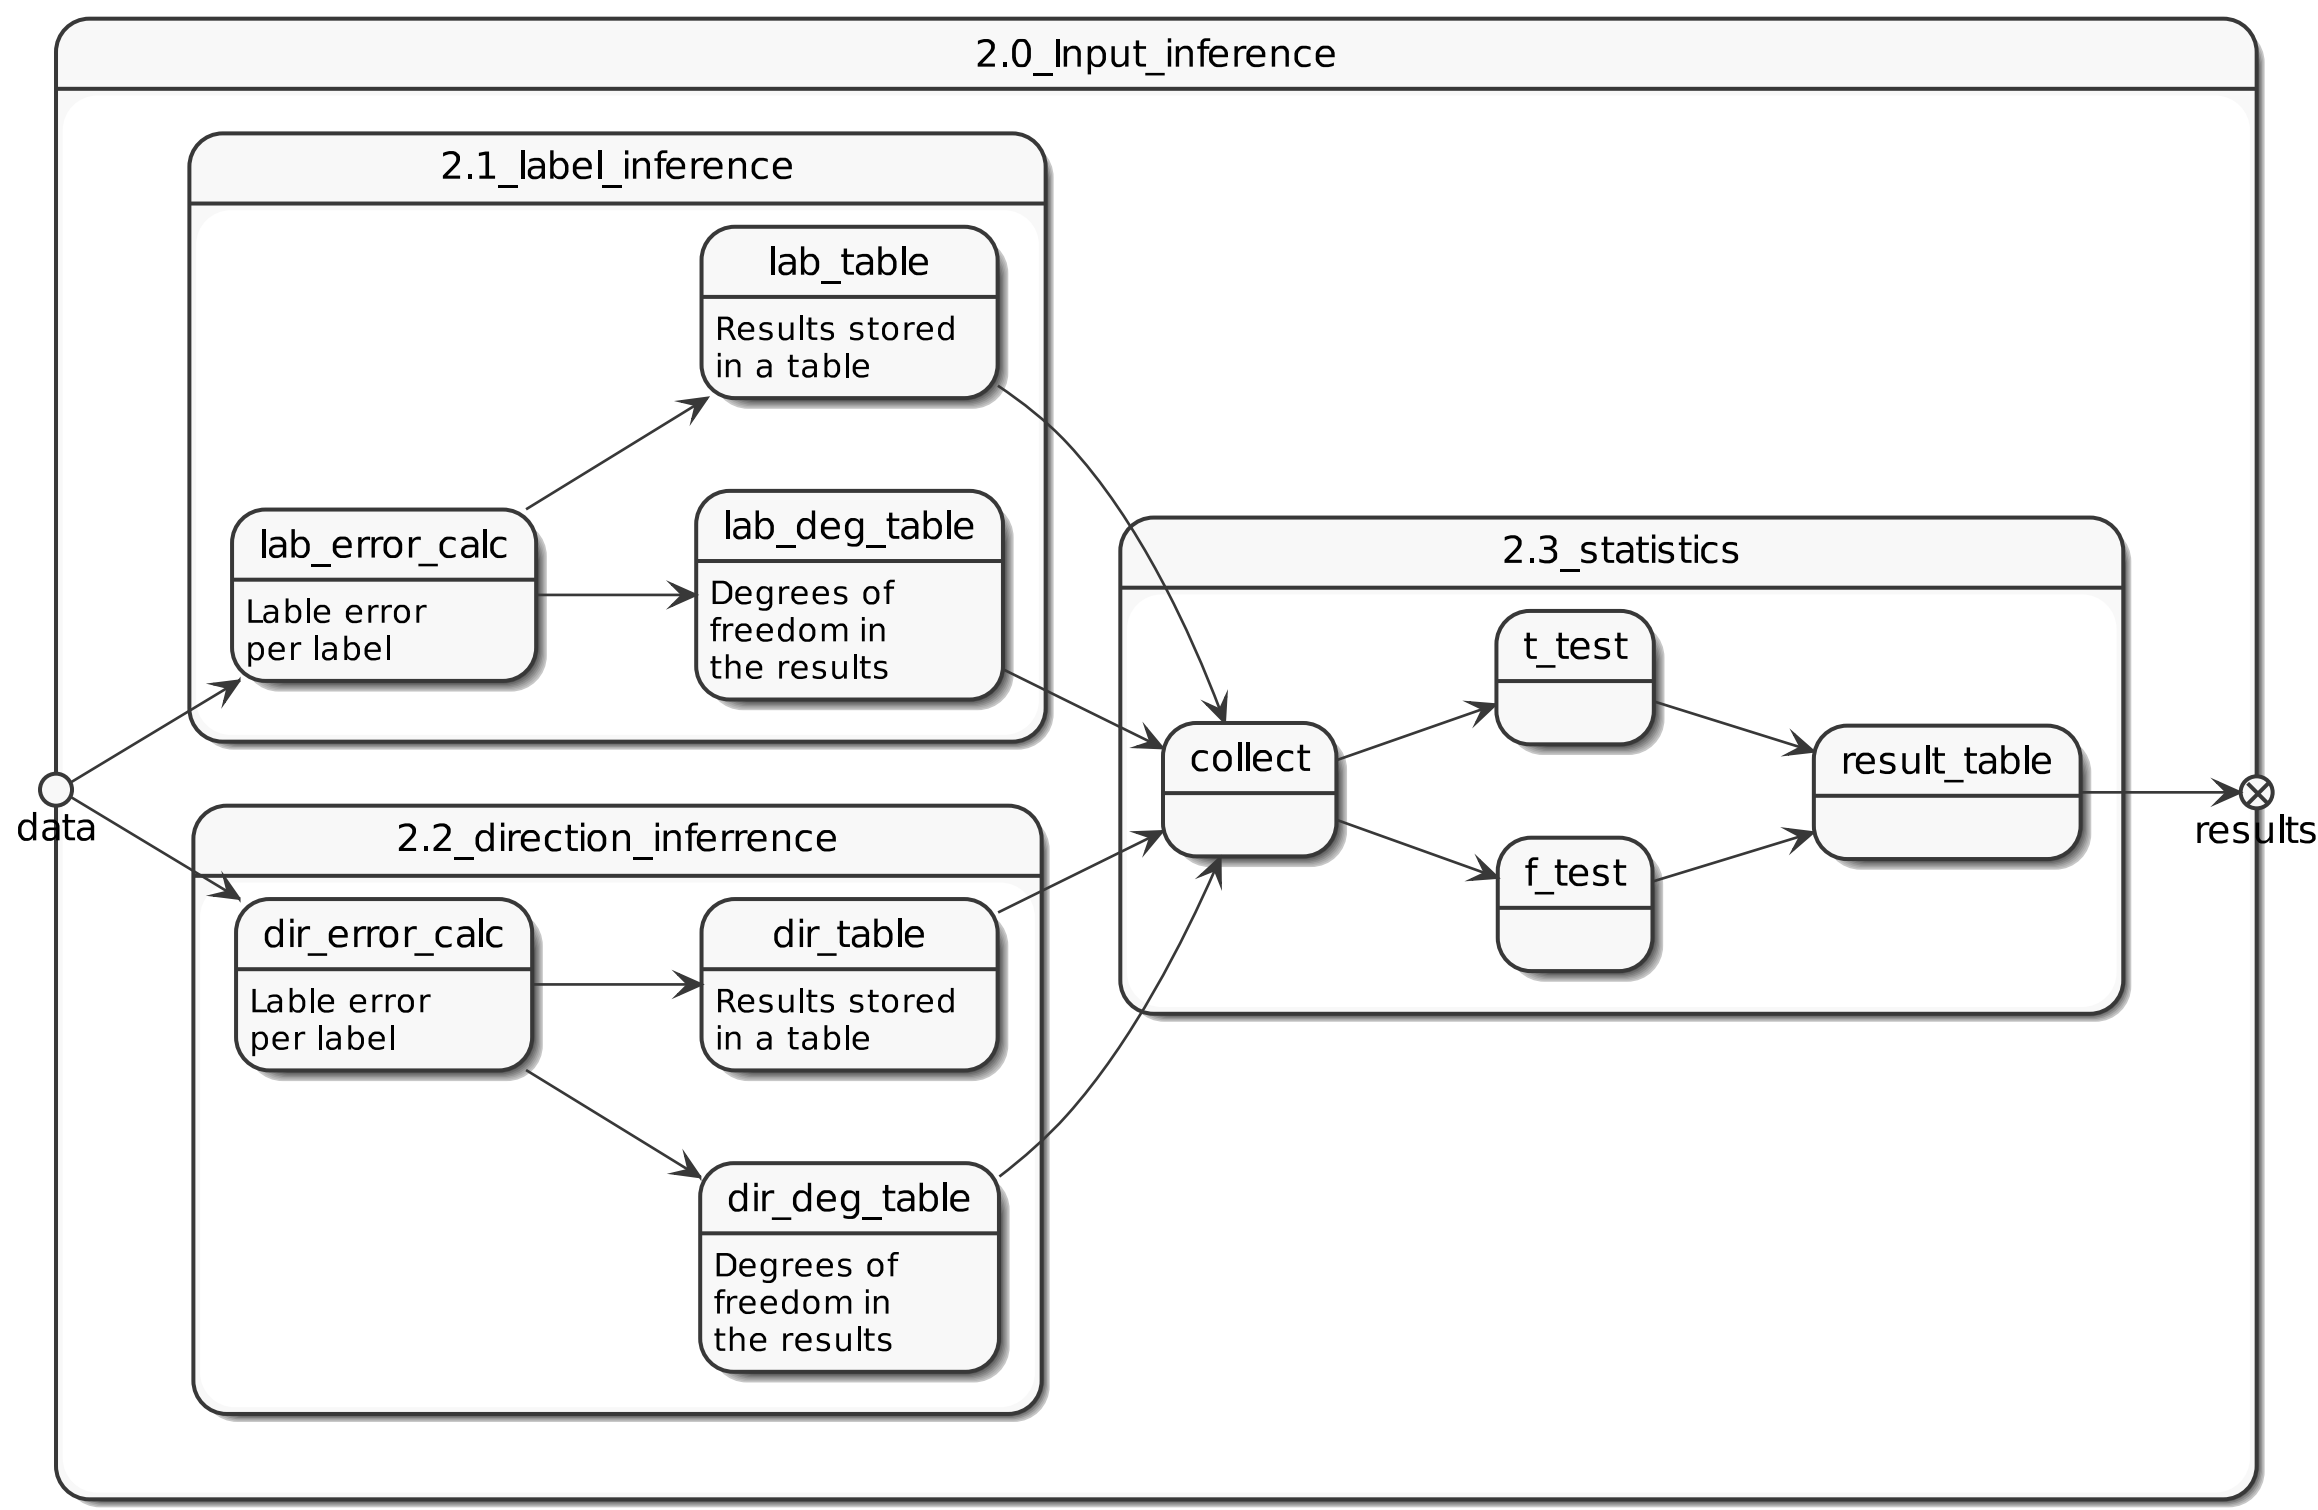 2.0_Input_inference
2.1_label_inference
lab_table
Results stored
in a table
lab_error_calc
Lable error
per label
lab_deg_table
Degrees of
freedom in
the results
data
2.2_direction_inferrence
dir_error_calc
Lable error
per label
dir_table
Results stored
in a table
dir_deg_table
Degrees of
freedom in
the results
2.3_statistics
collect
t_test
f_test
result_table
results